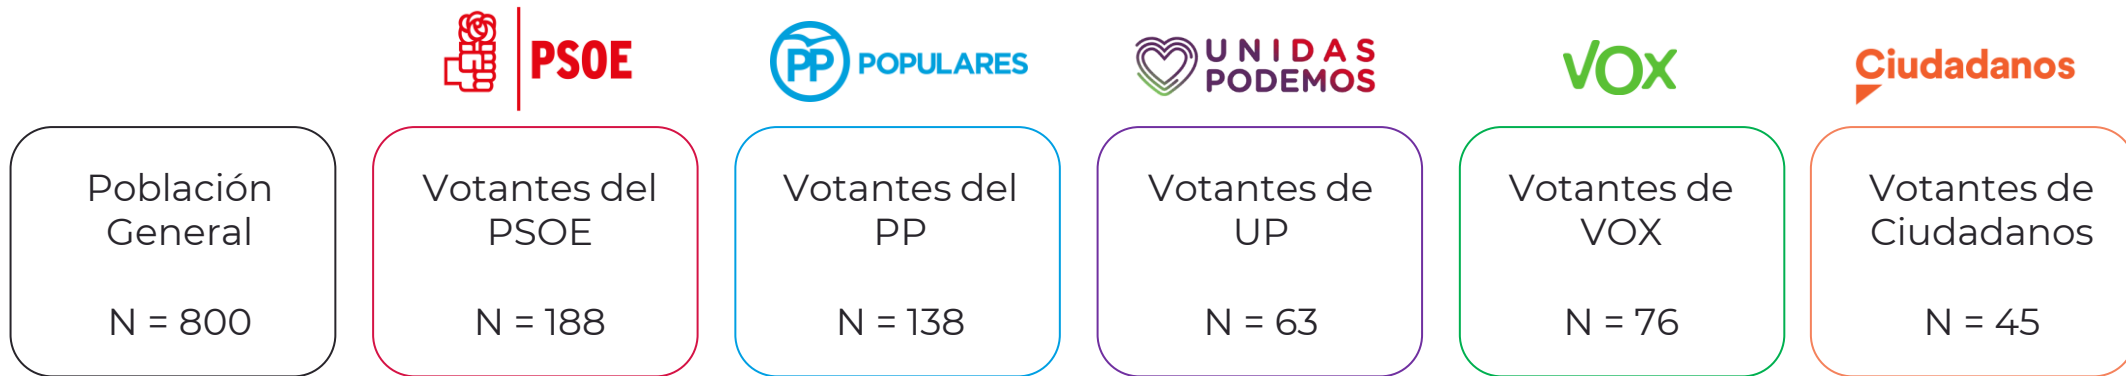 PSOE
PP POPULARES
UNIDAS
PODEMOS
VOX
Ciudadanos
Población
General
N = 800
Votantes del
PSOE
N = 188
Votantes del
PP
N = 138
Votantes de
UP
N = 63
Votantes de
VOX
N = 76
Votantes de
Ciudadanos
N = 45